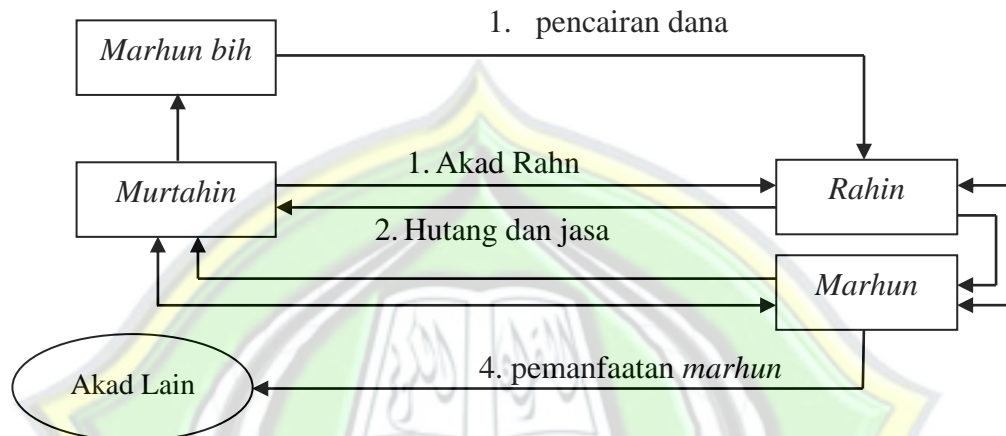 1. pencairan dana
Marhun bih
1. Akad Rahn
Murtahin
Rahin
2. Hutang dan jasa
Marhun
4. pemanfaatan marhun
Akad Lain